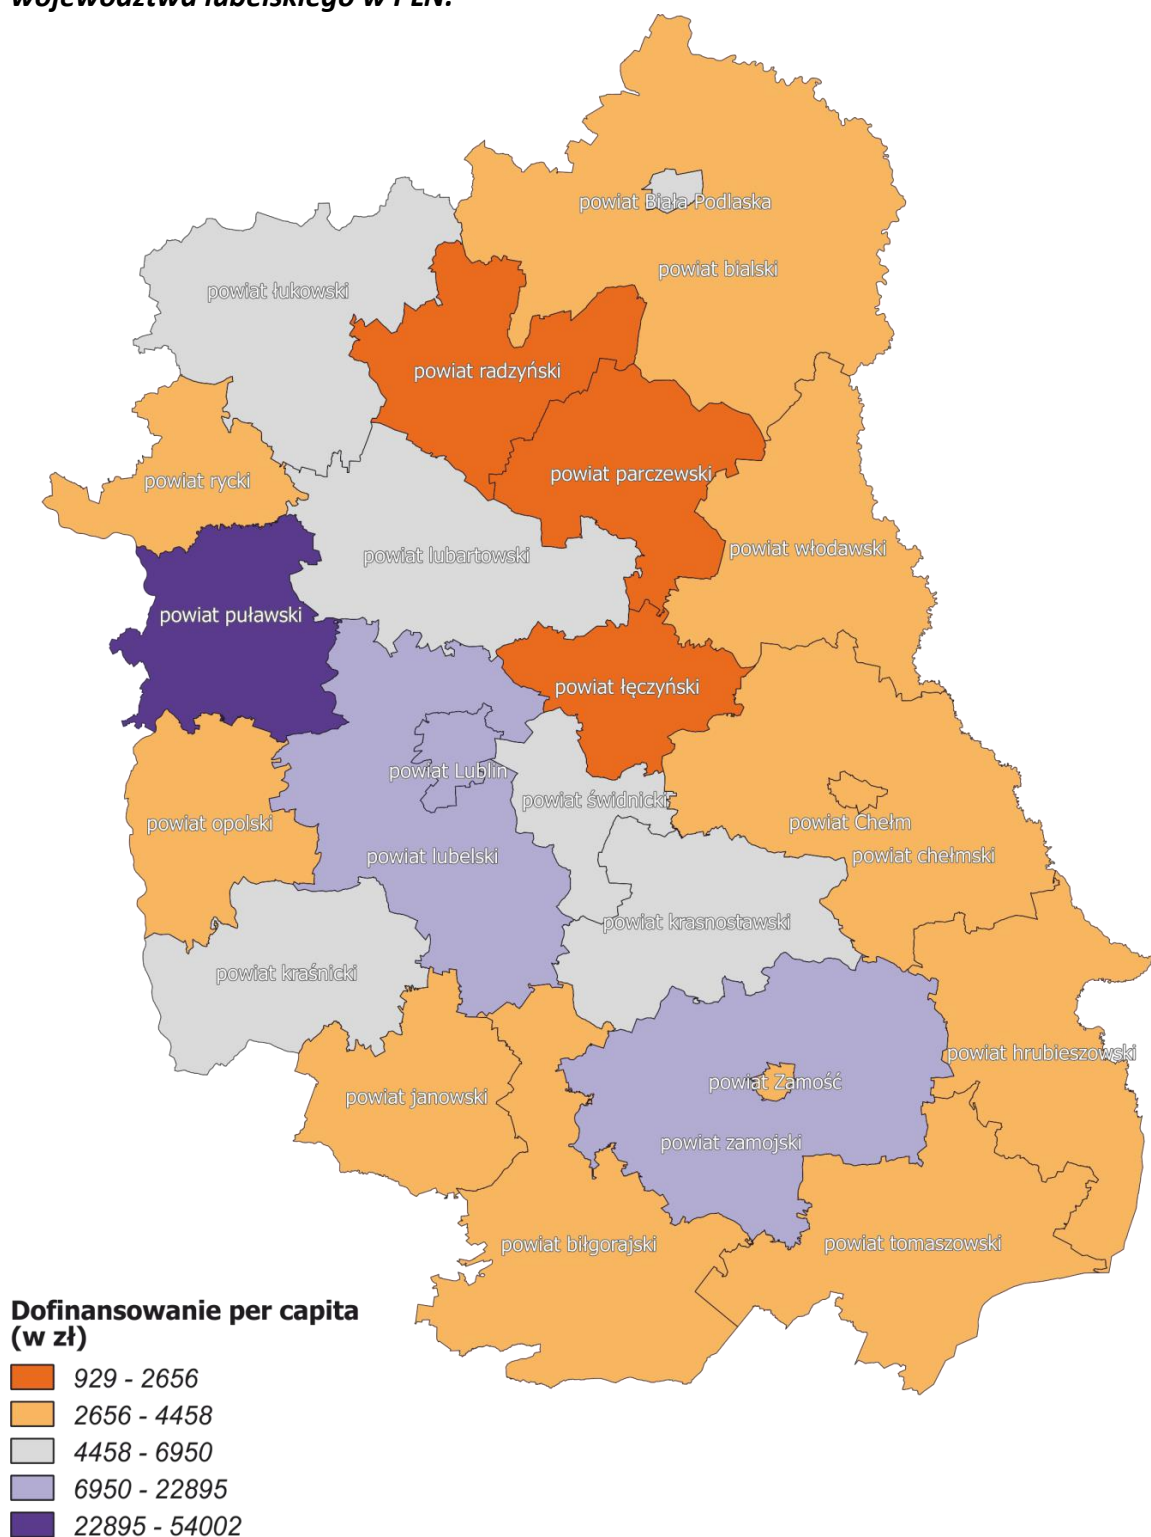 województwa lubelskiego w PLN.
powiat Biała Podlaska
powiat bialski
powiat łukowski
powiat radzyński
powiat parczewski
powiat rycki
powiat włodawski
powiat lubartowski
powiat puławski
powiat łęczyński
powiat Lublin
powiat świdnicki
powiat opolski
powiat Chełm
powiat lubelski
powiat chełmski
powiat krasnostawski
powiat kraśnicki
powiat hrubieszowski
powiat Zamość
powiat janowski
powiat zamojski
powiat biłgorajski
powiat tomaszowski
Dofinansowanie per capita
(w zł)
929 - 2656
2656 - 4458
4458 - 6950
6950 - 22895
22895 - 54002